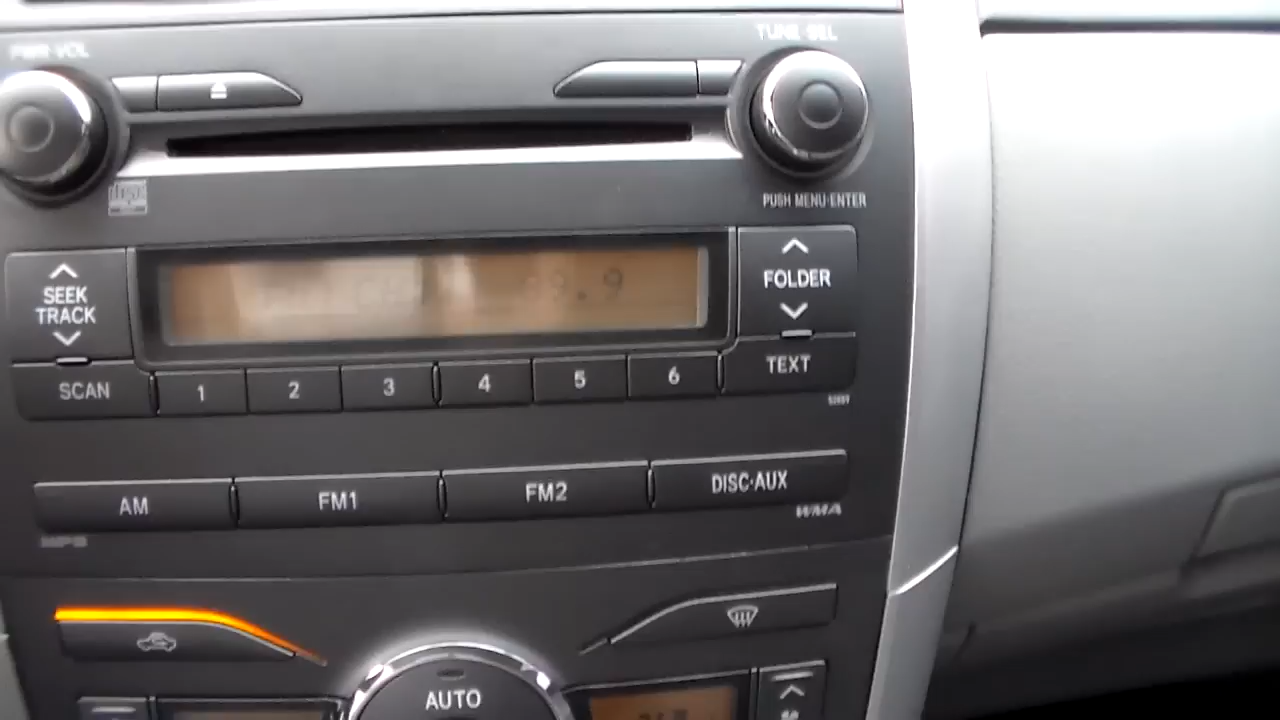 PWR·VOL
TUNE·SEL
PUSH MENU·ENTER
SEEK
TRACK
FOLDER
SCAN
1
2
3
4
5
6
TEXT
AM
FM1
FM2
DISC·AUX
WMA
AUTO